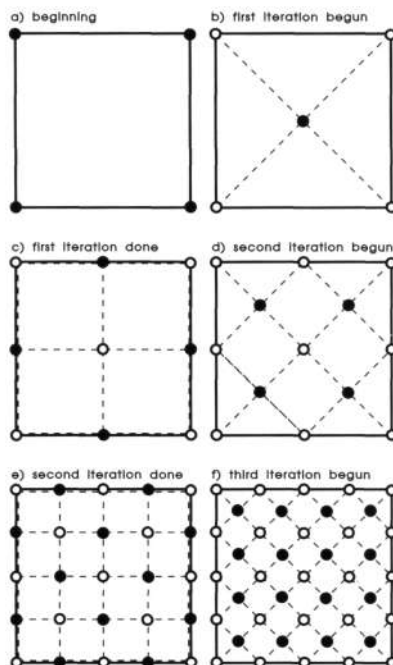 a) beginning
b) first iteration begun
c) first iteration done
d) second iteration begun
e) second iteration done
f) third iteration begun